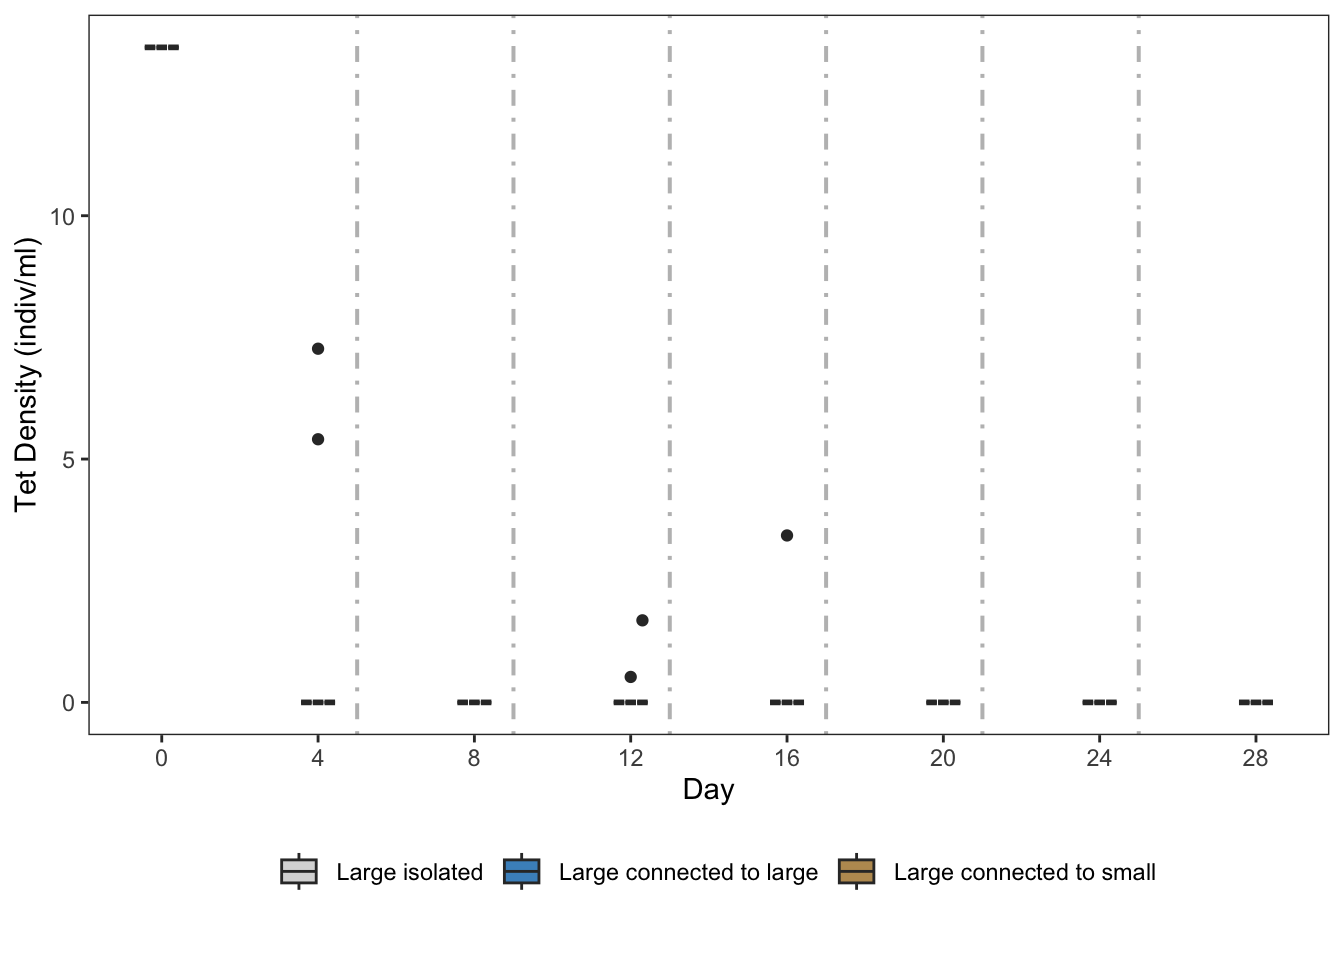 10
5
0
Tet Density (indiv/ml)
0 4 8 12 16 20 24 28
Day
Large isolated Large connected to large Large connected to small